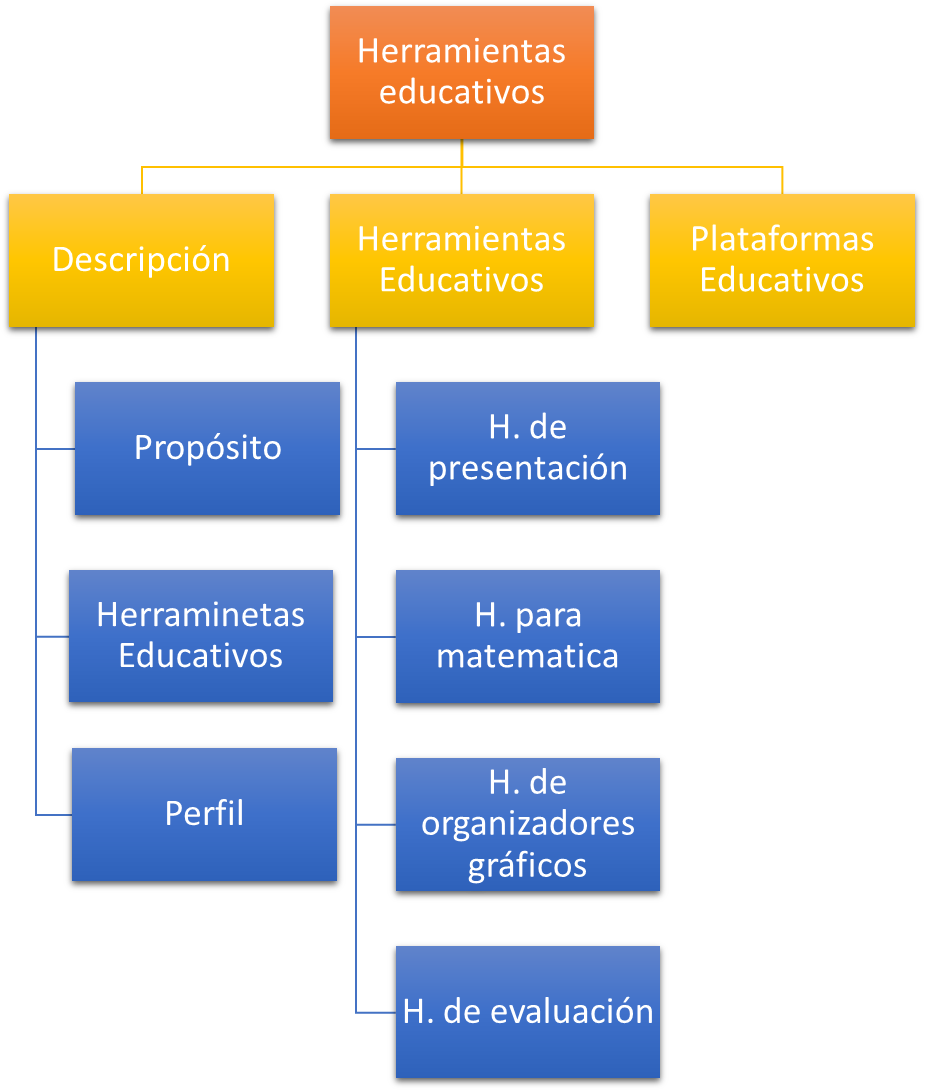 Herramientas
educativos
Descripción
Herramientas
Educativos
Plataformas
Educativos
Propósito
Herraminetas
Educativos
Perfil
H. de
presentación
H. para
matematica
H. de
organizadores
gráficos
H. de evaluación